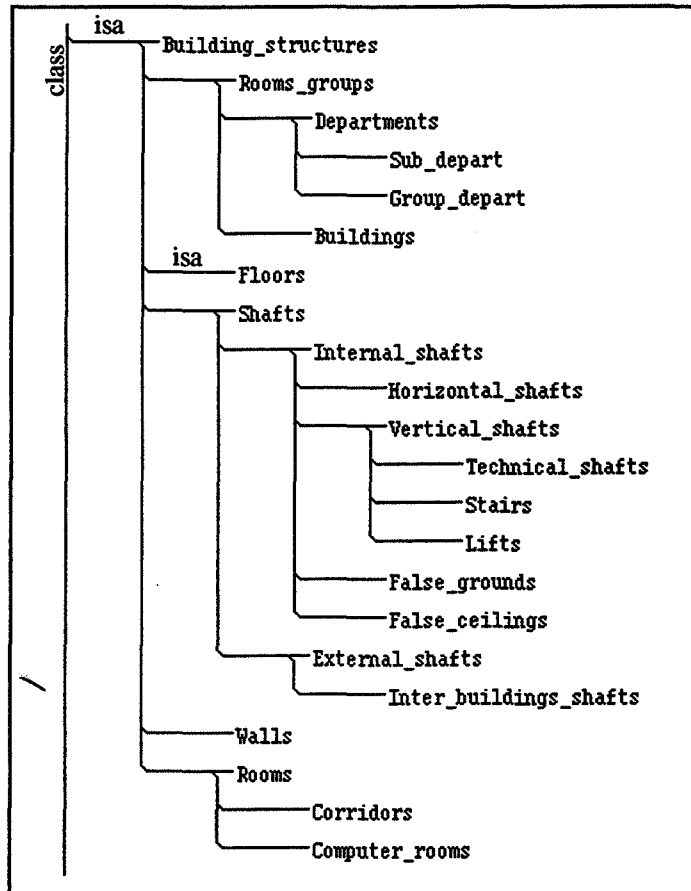 isa
class
Building_structures
Rooms_groups
Departments
Sub_depart
Group_depart
Buildings
isa
Floors
Shafts
Internal_shafts
Horizontal_shafts
Vertical_shafts
Technical_shafts
Stairs
Lifts
False_grounds
False_ceilings
External_shafts
Inter_buildings_shafts
Walls
Rooms
Corridors
Computer_rooms